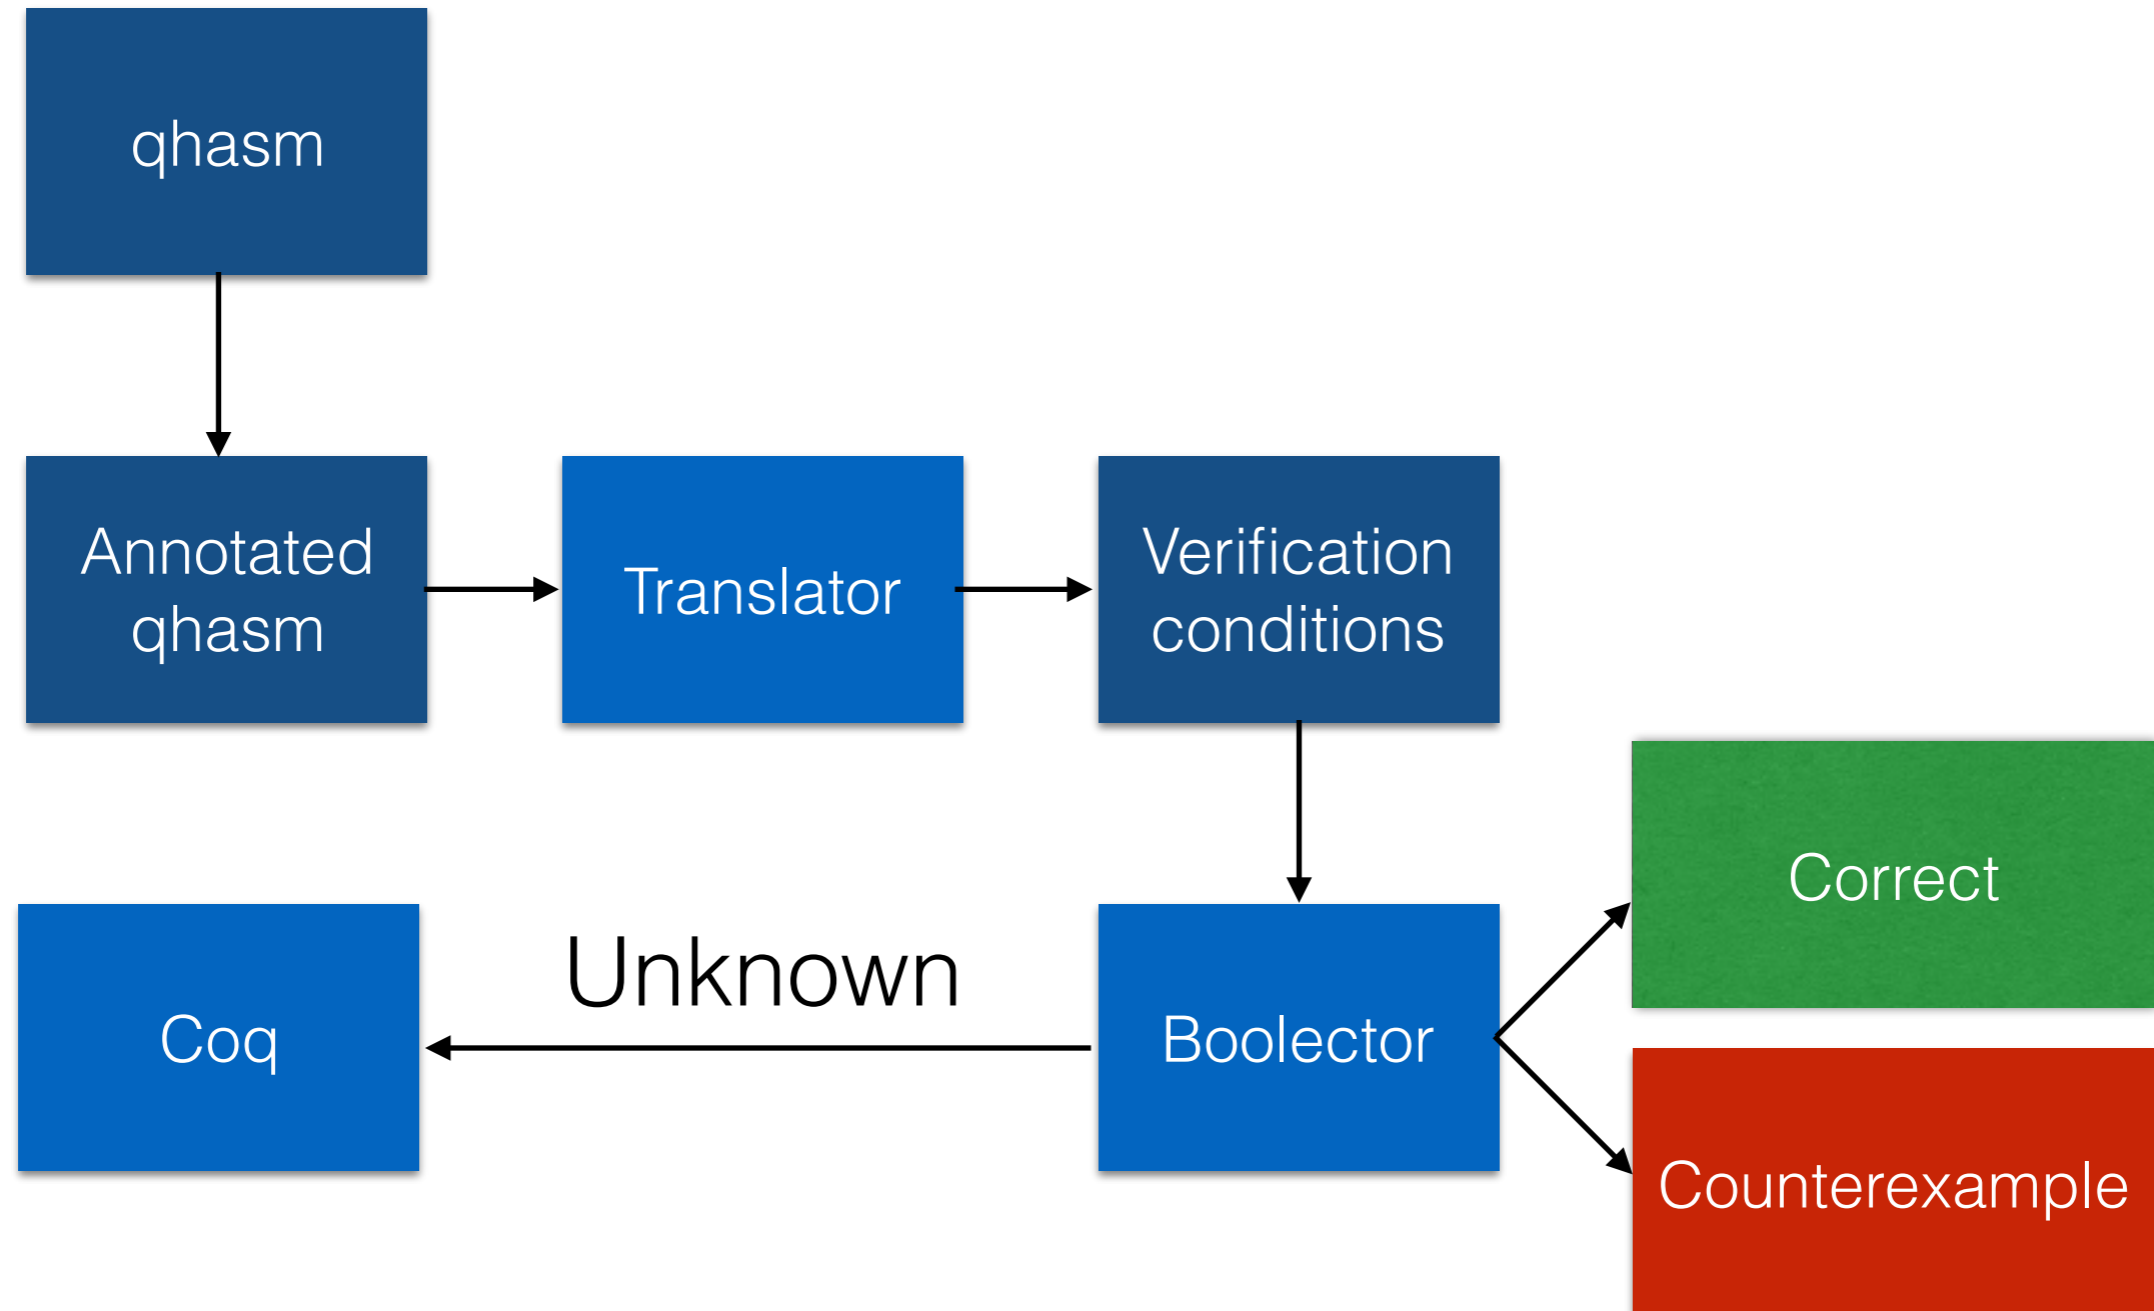 qhasm
Annotated
qhasm
Translator
Verification
conditions
Correct
Unknown
Coq
Boolector
Counterexample